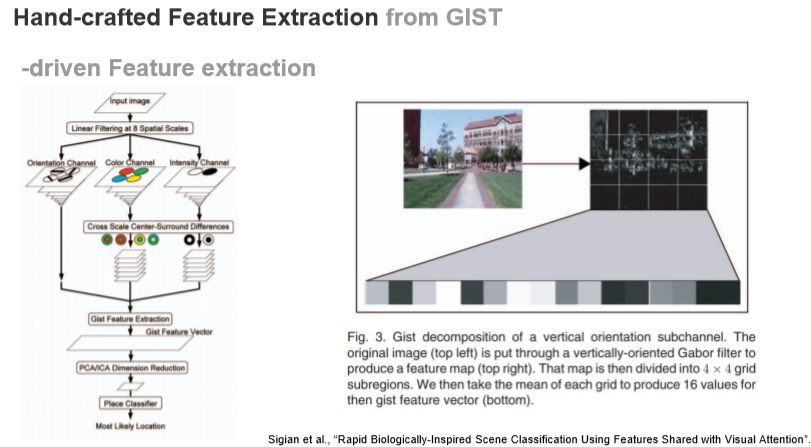 Hand-crafted Feature Extraction from GIST
-driven Feature extraction
Input image
Linear Filtering at 8 Spatial Scales
Orientation Channel Color Channel Intensity Channel
Cross Scale Center-Surround Differences
Gist Feature Extraction
Gist Feature Vector
PCA/ICA Dimension Reduction
Place Classifier
Most Likely Location
Fig. 3. Gist decomposition of a vertical orientation subchannel. The
original image (top left) is put through a vertically-oriented Gabor filter to
produce a feature map (top right). That map is then divided into 4 × 4 grid
subregions. We then take the mean of each grid to produce 16 values for
then gist feature vector (bottom).
Sigian et al., “Rapid Biologically-Inspired Scene Classification Using Features Shared with Visual Attention”.